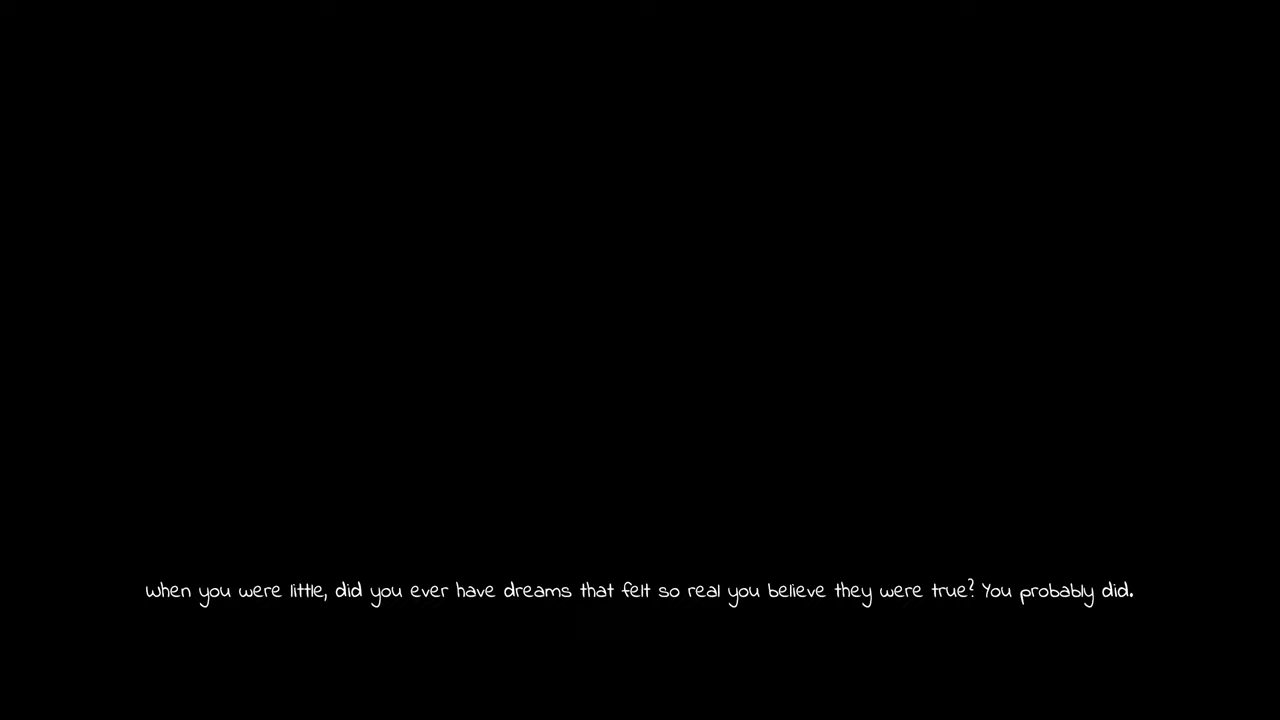 When you were little, did you ever have dreams that felt so real you believe they were true? You probably did.